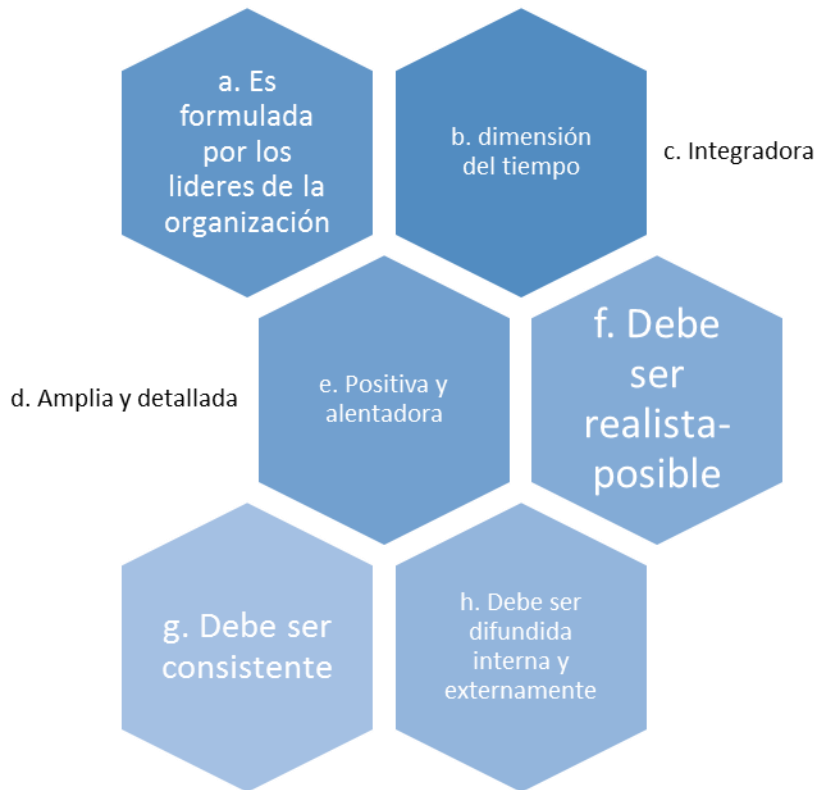 a. Es
formulada
por los
lideres de la
organización
b. dimensión
del tiempo
c. Integradora
d. Amplia y detallada
e. Positiva y
alentadora
f. Debe
ser
realista-
posible
g. Debe ser
consistente
h. Debe ser
difundida
interna y
externamente